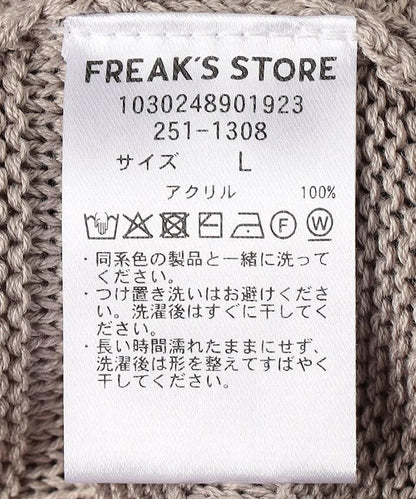 FREAK'S STORE
1030248901923
251-1308
サイズ L
アクリル 100%
F W
・同系色の製品と一緒に洗って
ください。
・つけ置き洗いはお避けくださ
い。洗濯後はすぐに干してく
ださい。
・長い時間濡れたままにせず、
洗濯後は形を整えてすばやく
干してください。